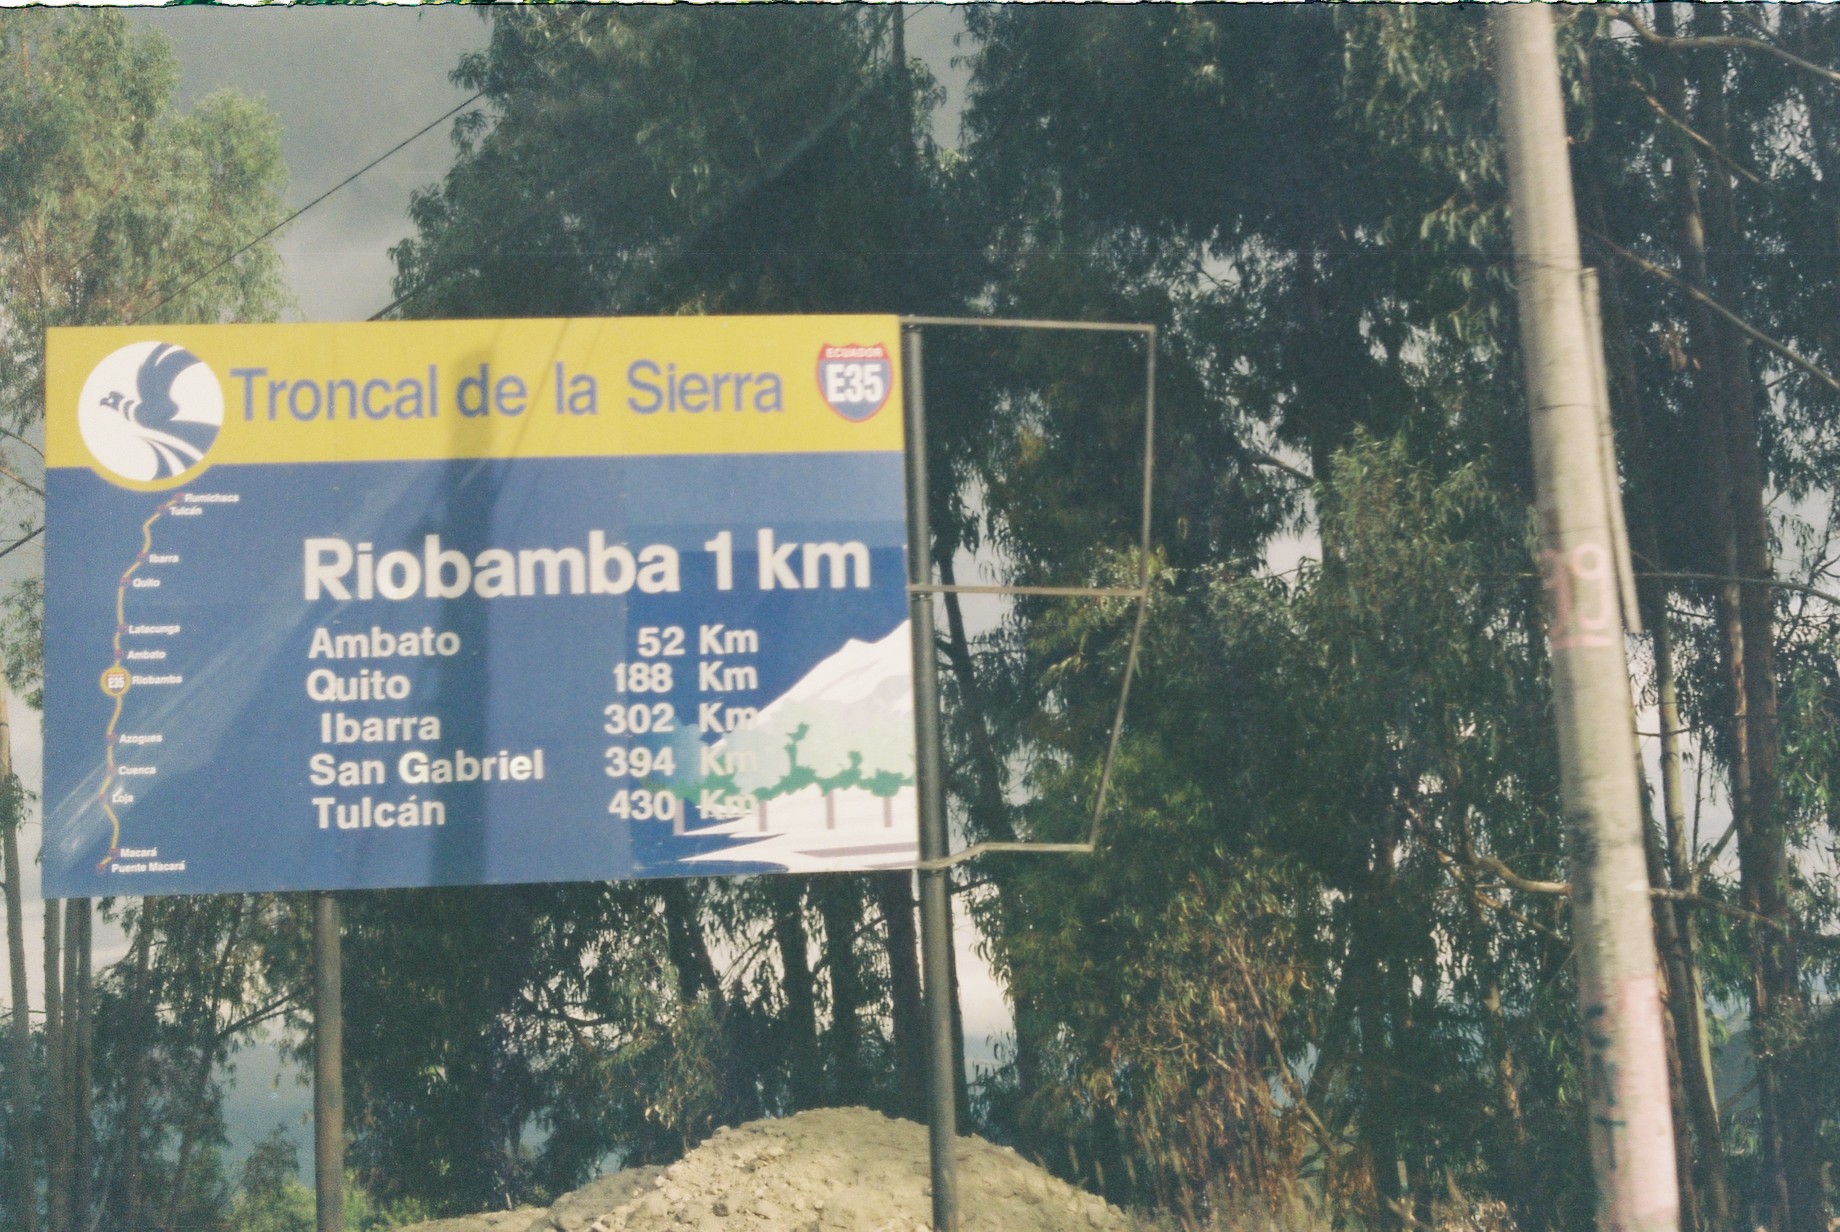 Troncal de la Sierra
ECUADOR
E35
Rumichaca
Tulcán
Ibarra
Quito
Latacunga
Ambato
E35 Riobamba
Azogues
Cuenca
Loja
Macará
Puente Macará
Riobamba 1 km
Ambato 52 Km
Quito 188 Km
Ibarra 302 Km
San Gabriel 394 Km
Tulcán 430 Km